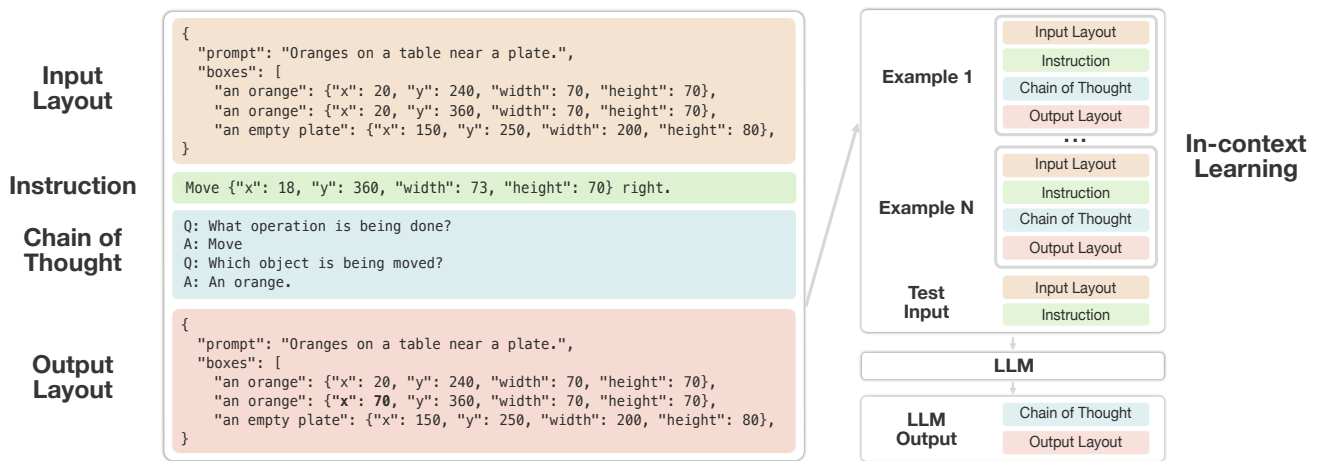 Input
Layout
{
  "prompt": "Oranges on a table near a plate.",
  "boxes": [
    "an orange": {"x": 20, "y": 240, "width": 70, "height": 70},
    "an orange": {"x": 20, "y": 360, "width": 70, "height": 70},
    "an empty plate": {"x": 150, "y": 250, "width": 200, "height": 80},
}
Instruction
Move {"x": 18, "y": 360, "width": 73, "height": 70} right.
Chain of
Thought
Q: What operation is being done?
A: Move
Q: Which object is being moved?
A: An orange.
Output
Layout
{
  "prompt": "Oranges on a table near a plate.",
  "boxes": [
    "an orange": {"x": 20, "y": 240, "width": 70, "height": 70},
    "an orange": {"x": 70, "y": 360, "width": 70, "height": 70},
    "an empty plate": {"x": 150, "y": 250, "width": 200, "height": 80},
}
Example 1
Input Layout
Instruction
Chain of Thought
Output Layout
...
Example N
Input Layout
Instruction
Chain of Thought
Output Layout
Test
Input
Input Layout
Instruction
In-context
Learning
LLM
LLM
Output
Chain of Thought
Output Layout